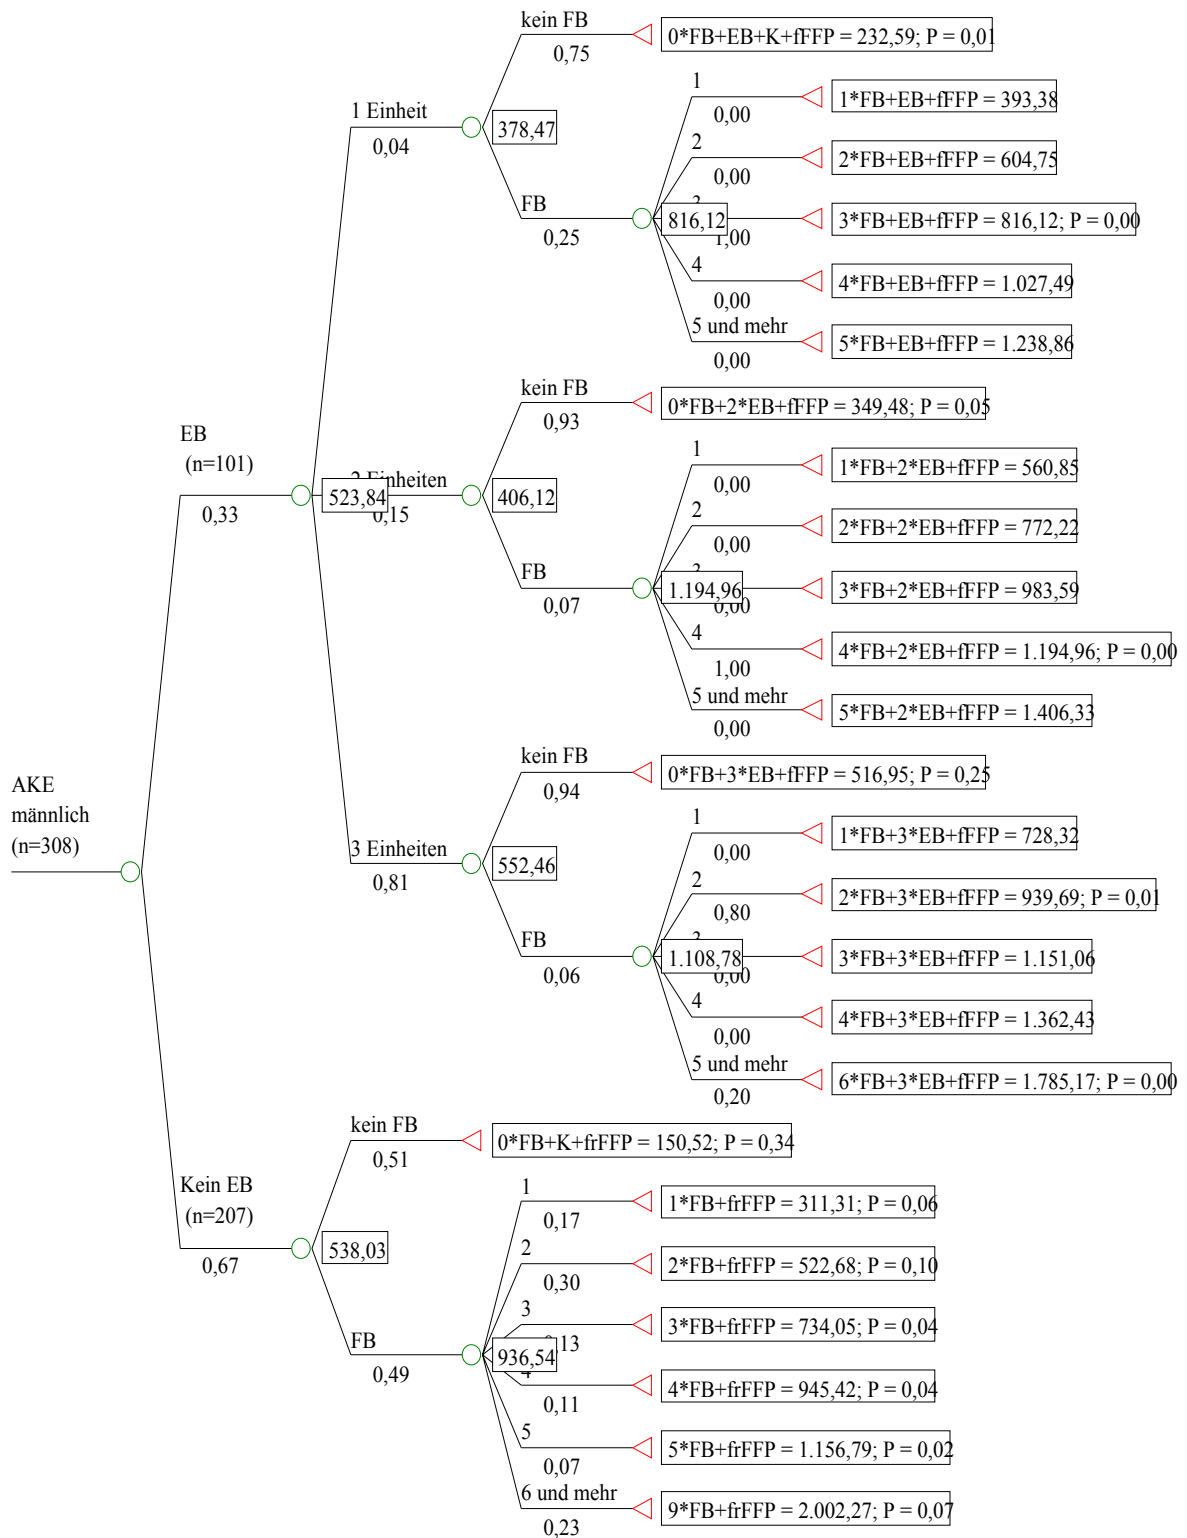 kein FB
0,75
0*FB+EB+K+fFFP = 232,59; P = 0,01
1 Einheit
0,04
378,47
1
0,00
1*FB+EB+fFFP = 393,38
2
0,00
2*FB+EB+fFFP = 604,75
FB
0,25
816,12
1,00
3*FB+EB+fFFP = 816,12; P = 0,00
4
0,00
4*FB+EB+fFFP = 1.027,49
5 und mehr
0,00
5*FB+EB+fFFP = 1.238,86
EB
(n=101)
0,33
523,84
2 Einheiten
0,15
406,12
kein FB
0,93
0*FB+2*EB+fFFP = 349,48; P = 0,05
1
0,00
1*FB+2*EB+fFFP = 560,85
2
0,00
2*FB+2*EB+fFFP = 772,22
FB
0,07
1.194,96
0,00
3*FB+2*EB+fFFP = 983,59
4
1,00
4*FB+2*EB+fFFP = 1.194,96; P = 0,00
5 und mehr
0,00
5*FB+2*EB+fFFP = 1.406,33
kein FB
0,94
0*FB+3*EB+fFFP = 516,95; P = 0,25
AKE
männlich
(n=308)
3 Einheiten
0,81
552,46
1
0,00
1*FB+3*EB+fFFP = 728,32
2
0,80
2*FB+3*EB+fFFP = 939,69; P = 0,01
FB
0,06
1.108,78
0,00
3*FB+3*EB+fFFP = 1.151,06
4
0,00
4*FB+3*EB+fFFP = 1.362,43
5 und mehr
0,20
6*FB+3*EB+fFFP = 1.785,17; P = 0,00
kein FB
0,51
0*FB+K+frFFP = 150,52; P = 0,34
Kein EB
(n=207)
0,67
538,03
1
0,17
1*FB+frFFP = 311,31; P = 0,06
2
0,30
2*FB+frFFP = 522,68; P = 0,10
3
0,13
3*FB+frFFP = 734,05; P = 0,04
FB
0,49
936,54
4
0,11
4*FB+frFFP = 945,42; P = 0,04
5
0,07
5*FB+frFFP = 1.156,79; P = 0,02
6 und mehr
0,23
9*FB+frFFP = 2.002,27; P = 0,07